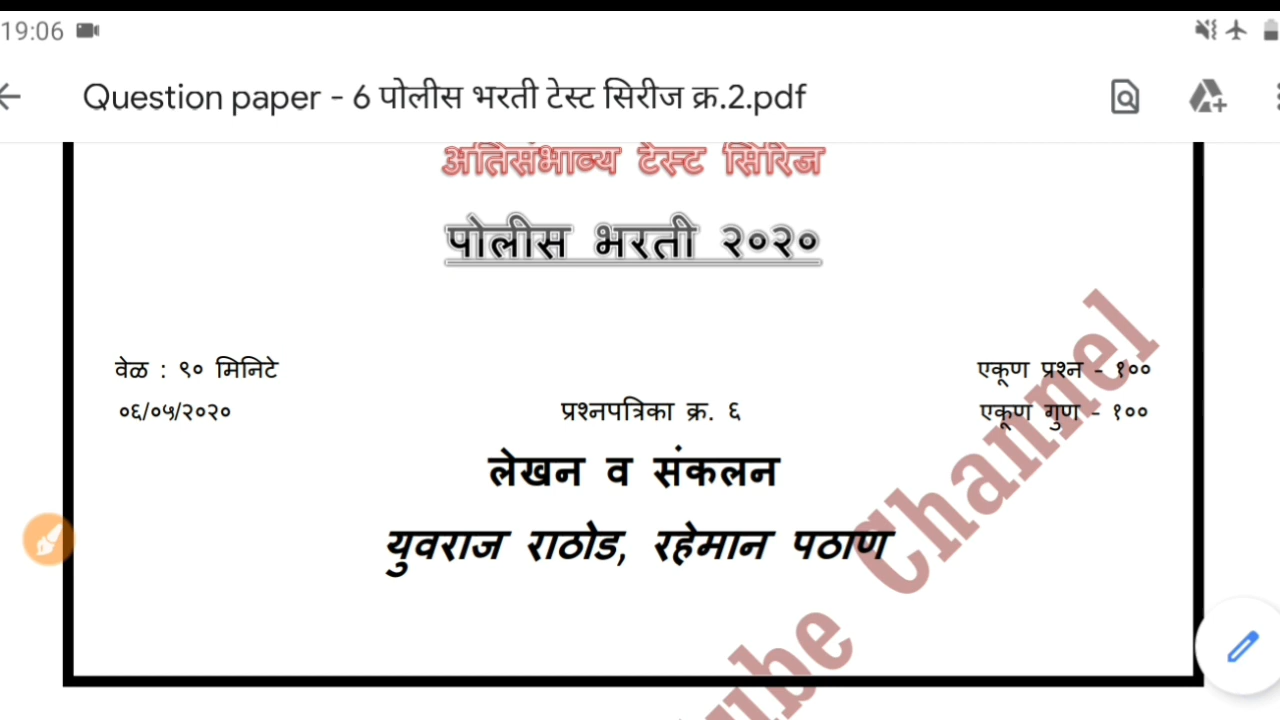 19:06
Question paper - 6 पोलीस भरती टेस्ट सिरीज क्र.2.pdf
अतिसंभाव्य टेस्ट सिरिज
पोलीस भरती २०२०
वेळ : ९० मिनिटे एकूण प्रश्न - १००
०६/०५/२०२० प्रश्नपत्रिका क्र. ६ एकूण गुण - १००
लेखन व संकलन
युवराज राठोड, रहेमान पठाण
Channel